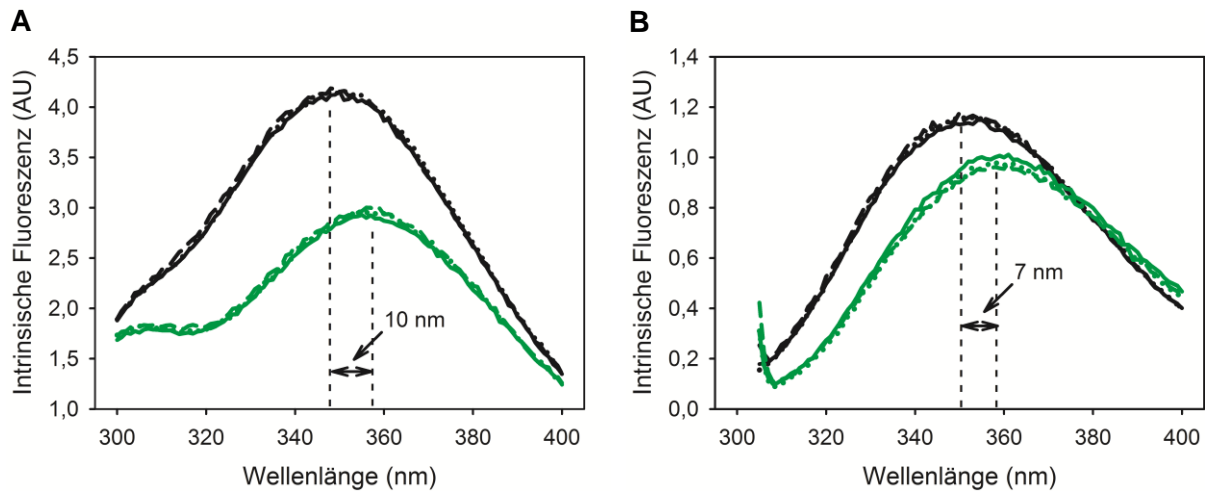 A
Intrinsische Fluoreszenz (AU)
4,5
4,0
3,5
3,0
2,5
2,0
1,5
1,0
10 nm
300 320 340 360 380 400
Wellenlänge (nm)
B
Intrinsische Fluoreszenz (AU)
1,4
1,2
1,0
0,8
0,6
0,4
0,2
0,0
7 nm
300 320 340 360 380 400
Wellenlänge (nm)